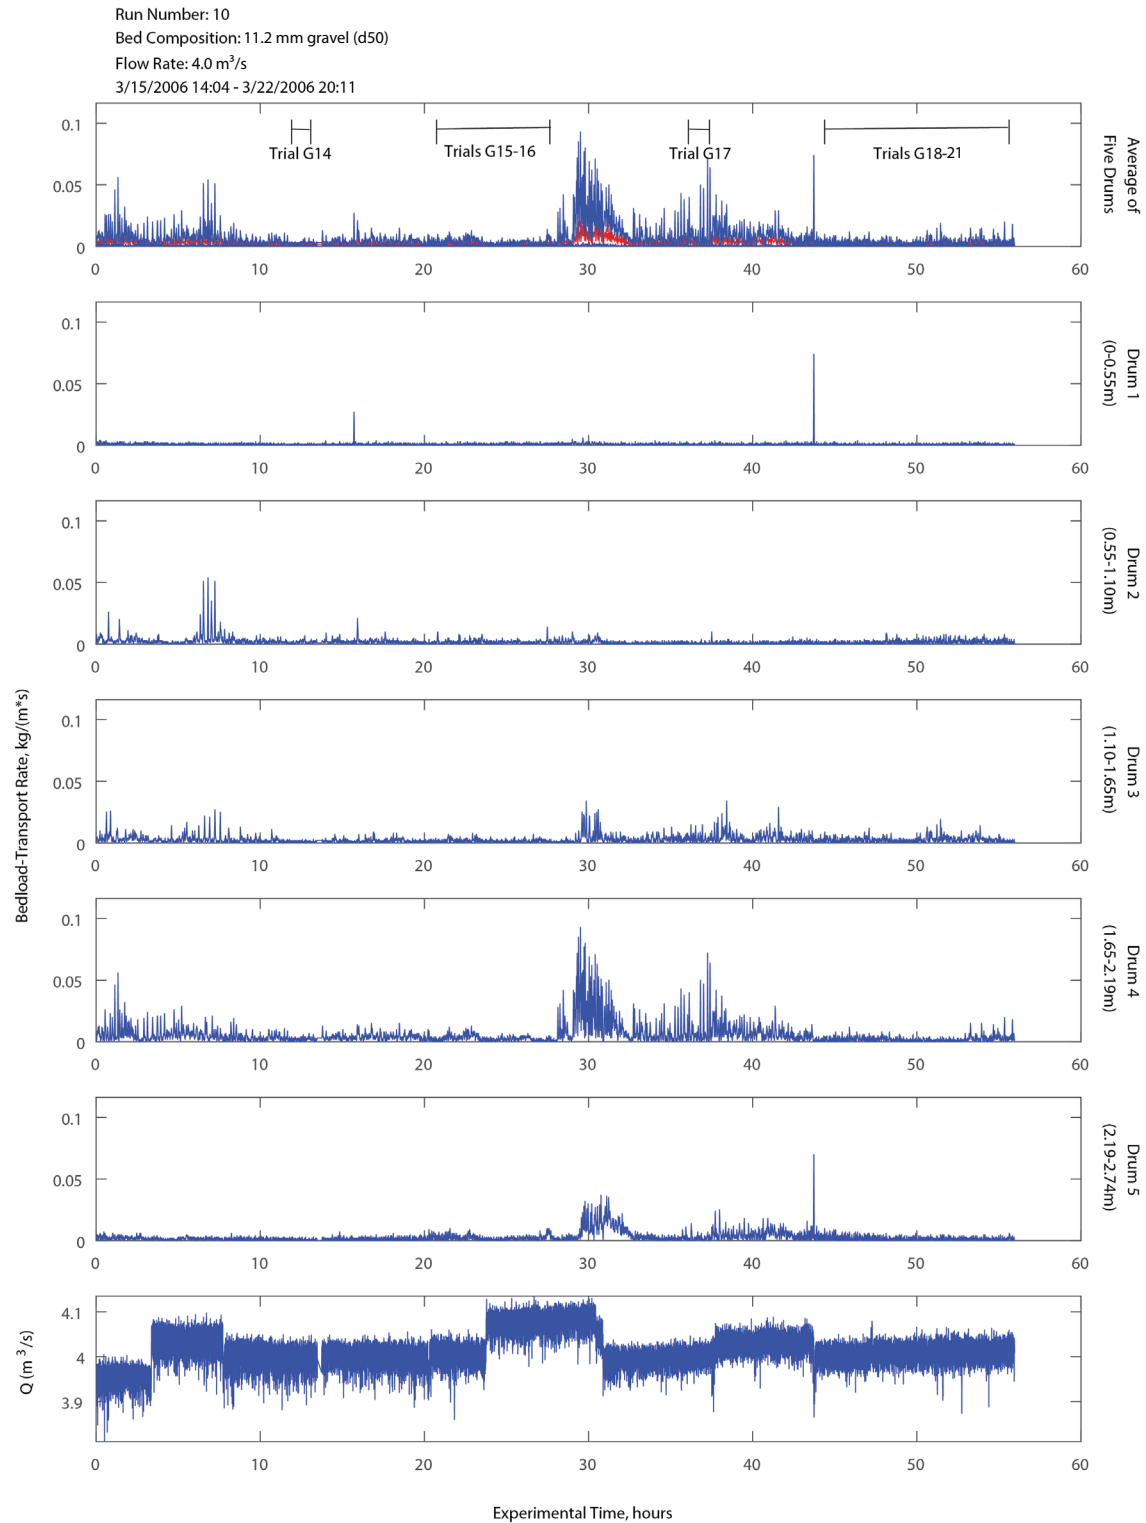 Run Number: 10
Bed Composition: 11.2 mm gravel (d50)
Flow Rate: 4.0 m³/s
3/15/2006 14:04 - 3/22/2006 20:11
0.1
0.05
0
Trial G14
Trials G15-16
Trial G17
Trials G18-21
0 10 20 30 40 50 60
Average of
Five Drums
0.1
0.05
0
0 10 20 30 40 50 60
Drum 1
(0-0.55m)
0.1
0.05
0
0 10 20 30 40 50 60
Drum 2
(0.55-1.10m)
Bedload-Transport Rate, kg/(m*s)
0.1
0.05
0
0 10 20 30 40 50 60
Drum 3
(1.10-1.65m)
0.1
0.05
0
0 10 20 30 40 50 60
Drum 4
(1.65-2.19m)
0.1
0.05
0
0 10 20 30 40 50 60
Drum 5
(2.19-2.74m)
Q (m ³/s)
4.1
4
3.9
0 10 20 30 40 50 60
Experimental Time, hours